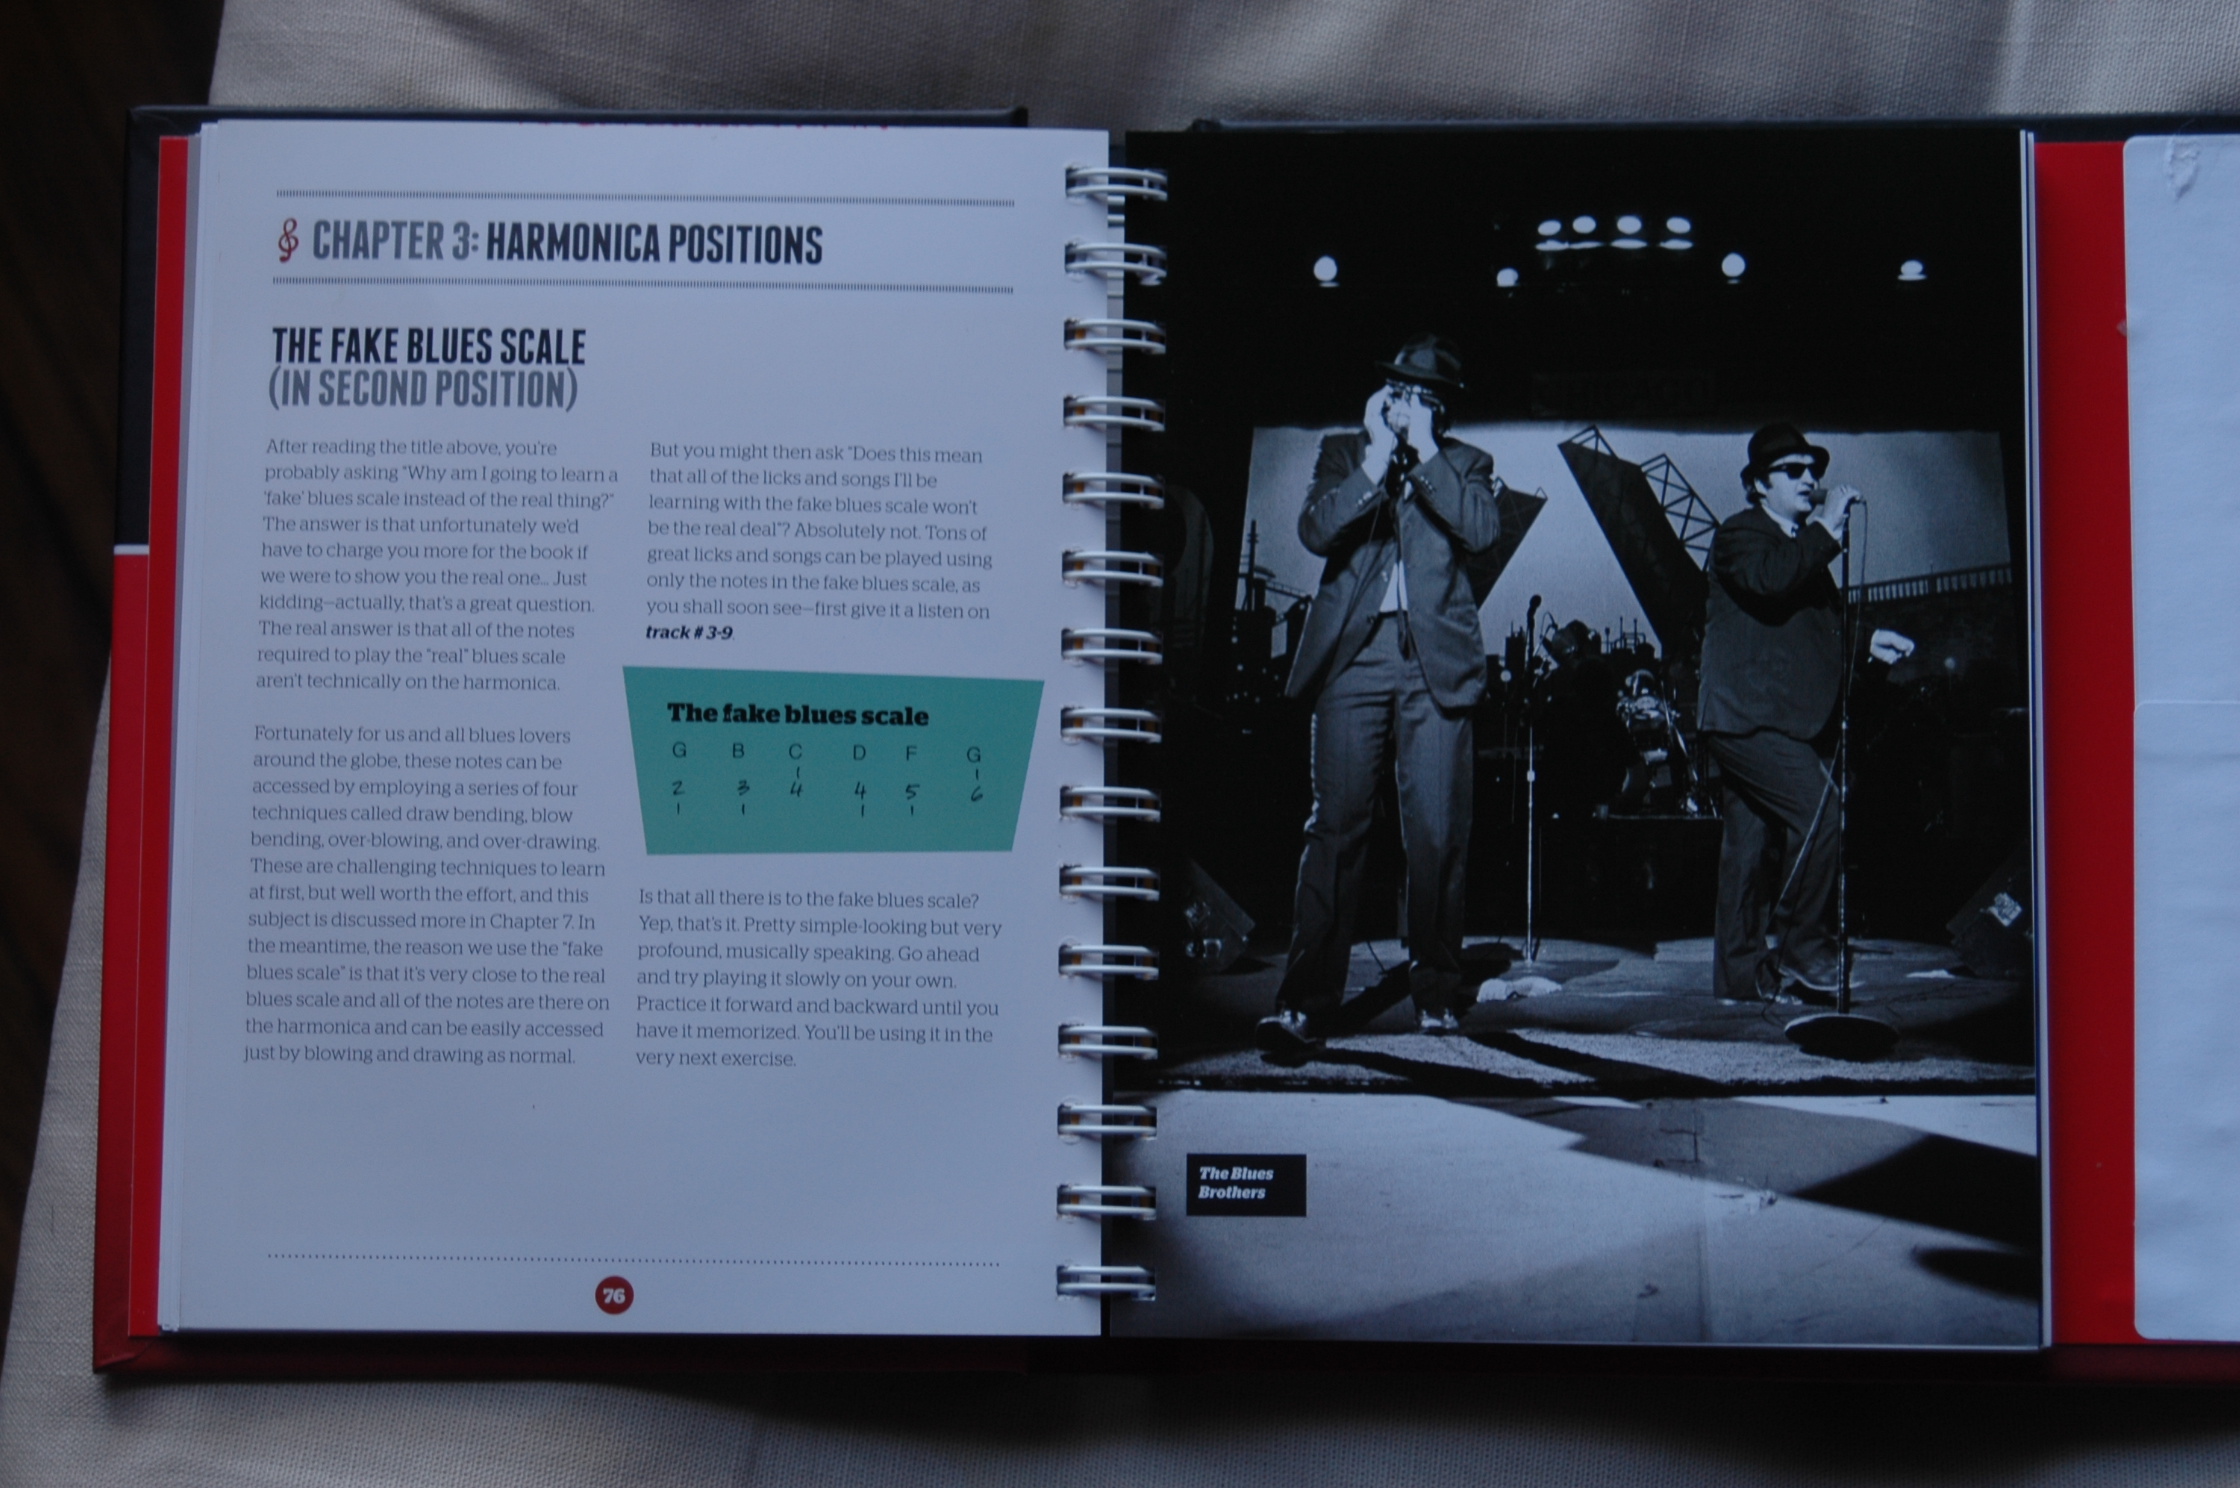 CHAPTER 3: HARMONICA POSITIONS
THE FAKE BLUES SCALE
(IN SECOND POSITION)
After reading the title above, you're
probably asking "Why am I going to learn a
'fake' blues scale instead of the real thing?"
The answer is that unfortunately we'd
have to charge you more for the book if
we were to show you the real one... Just
kidding—actually, that's a great question.
The real answer is that all of the notes
required to play the "real" blues scale
aren't technically on the harmonica.
Fortunately for us and all blues lovers
around the globe, these notes can be
accessed by employing a series of four
techniques called draw bending, blow
bending, over-blowing, and over-drawing.
These are challenging techniques to learn
at first, but well worth the effort, and this
subject is discussed more in Chapter 7. In
the meantime, the reason we use the "fake
blues scale" is that it's very close to the real
blues scale and all of the notes are there on
the harmonica and can be easily accessed
just by blowing and drawing as normal.
But you might then ask "Does this mean
that all of the licks and songs I'll be
learning with the fake blues scale won't
be the real deal"? Absolutely not. Tons of
great licks and songs can be played using
only the notes in the fake blues scale, as
you shall soon see—first give it a listen on
track # 3-9.
The fake blues scale
G B C D F G
2 3 4 4 5 6
Is that all there is to the fake blues scale?
Yep, that's it. Pretty simple-looking but very
profound, musically speaking. Go ahead
and try playing it slowly on your own.
Practice it forward and backward until you
have it memorized. You'll be using it in the
very next exercise.
76
The Blues
Brothers